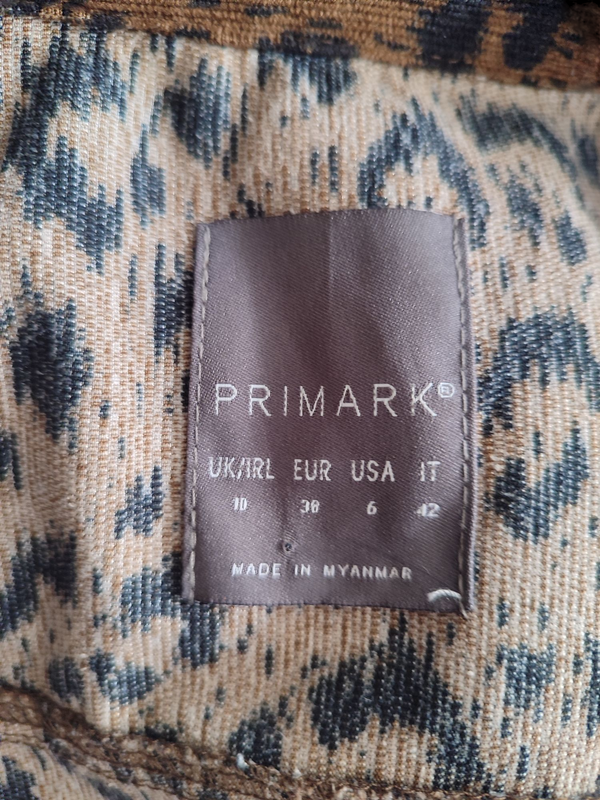 PRIMARK®
UK/IRL EUR USA IT
10 38 6 42
MADE IN MYANMAR